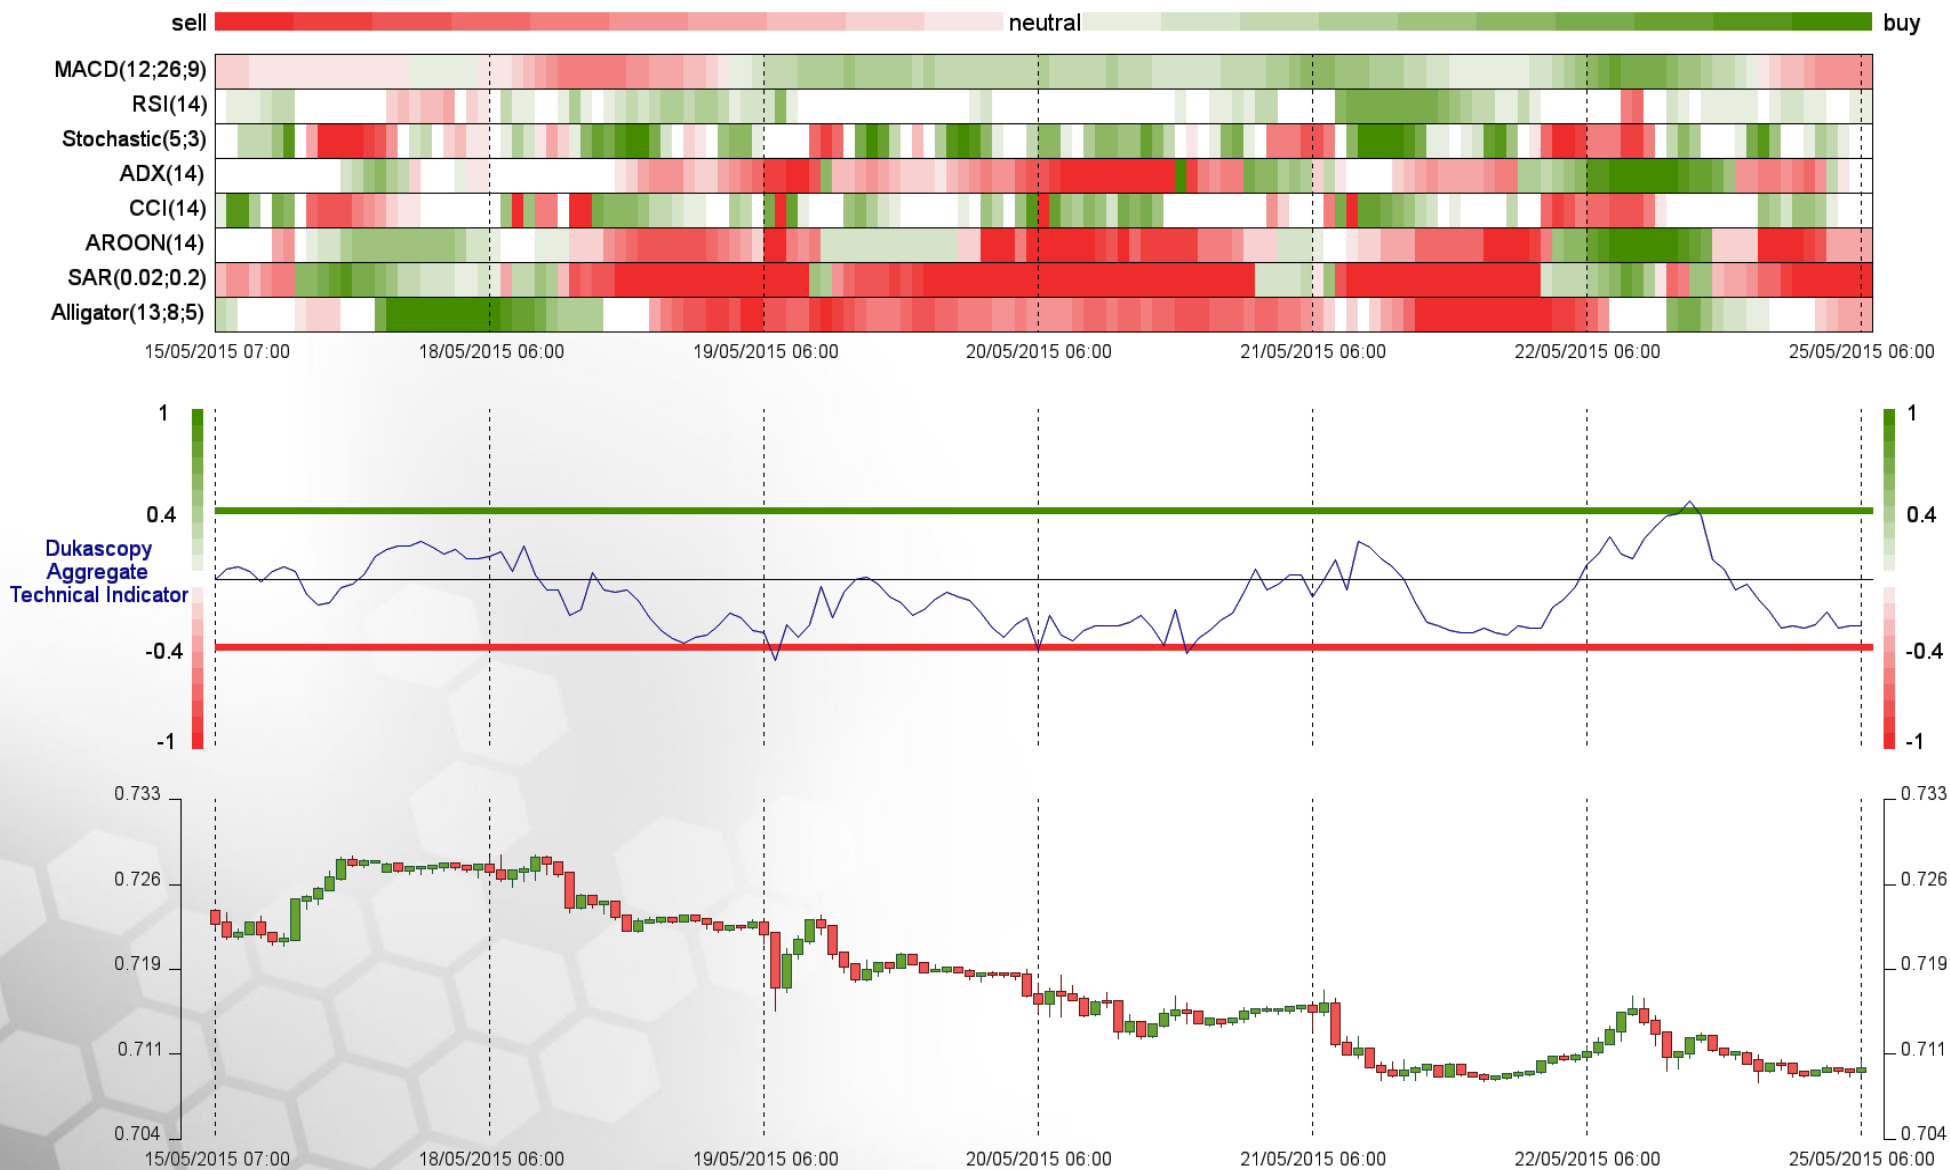 sell neutral buy
MACD(12;26;9)
RSI(14)
Stochastic(5;3)
ADX(14)
CCI(14)
AROON(14)
SAR(0.02;0.2)
Alligator(13;8;5)
15/05/2015 07:00 18/05/2015 06:00 19/05/2015 06:00 20/05/2015 06:00 21/05/2015 06:00 22/05/2015 06:00 25/05/2015 06:00
1 1
0.4 0.4
Dukascopy
Aggregate
Technical Indicator
-0.4 -0.4
-1 -1
0.733 0.733
0.726 0.726
0.719 0.719
0.711 0.711
0.704 0.704
15/05/2015 07:00 18/05/2015 06:00 19/05/2015 06:00 20/05/2015 06:00 21/05/2015 06:00 22/05/2015 06:00 25/05/2015 06:00